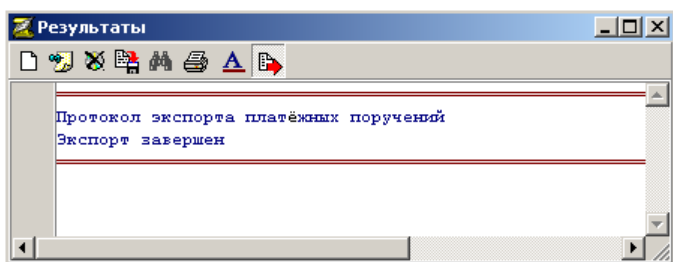 Результаты
Протокол экспорта платёжных поручений
Экспорт завершен